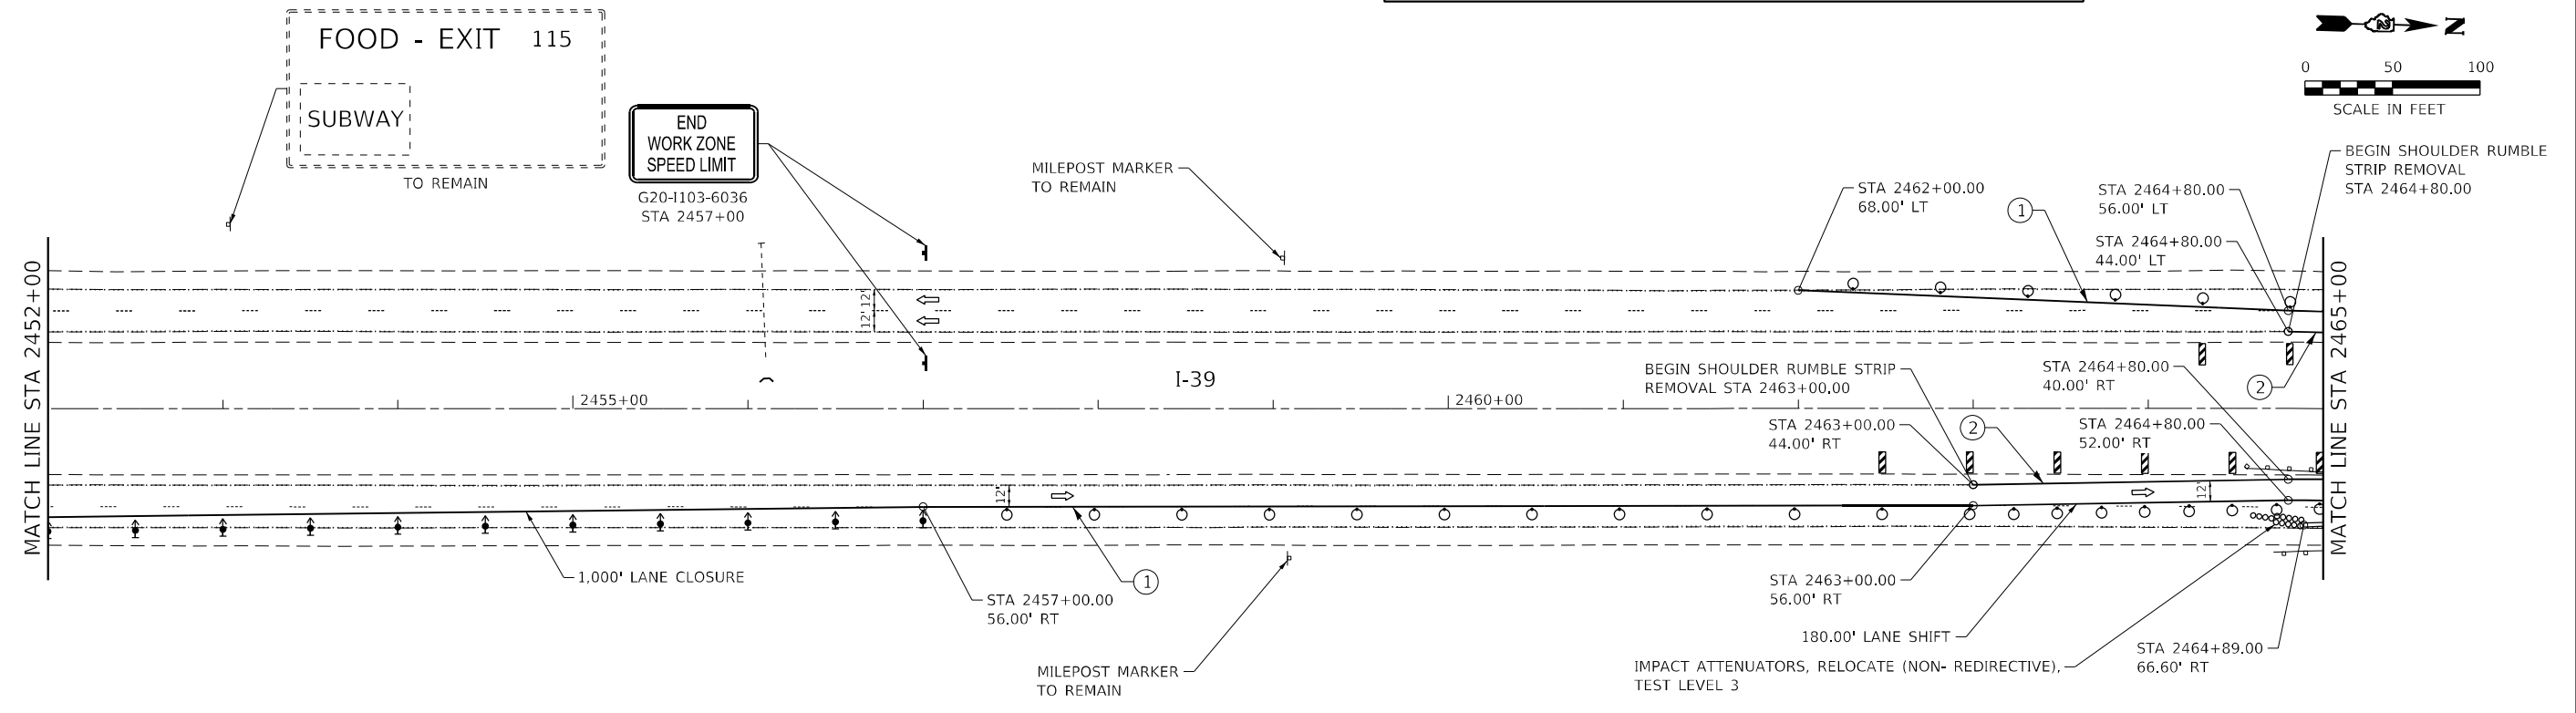 FOOD - EXIT 115
SUBWAY
TO REMAIN
END
WORK ZONE
SPEED LIMIT
G20-I103-6036
STA 2457+00
MILEPOST MARKER
TO REMAIN
N
0 50 100
SCALE IN FEET
BEGIN SHOULDER RUMBLE
STRIP REMOVAL
STA 2464+80.00
STA 2462+00.00
68.00' LT
1
STA 2464+80.00
56.00' LT
STA 2464+80.00
44.00' LT
MATCH LINE STA 2452+00
12'
12'
I-39
2455+00
2460+00
BEGIN SHOULDER RUMBLE STRIP
REMOVAL STA 2463+00.00
STA 2464+80.00
40.00' RT
2
MATCH LINE STA 2465+00
STA 2463+00.00
44.00' RT
2
STA 2464+80.00
52.00' RT
12'
12'
1,000' LANE CLOSURE
1
STA 2457+00.00
56.00' RT
STA 2463+00.00
56.00' RT
180.00' LANE SHIFT
STA 2464+89.00
66.60' RT
IMPACT ATTENUATORS, RELOCATE (NON- REDIRECTIVE),
TEST LEVEL 3
MILEPOST MARKER
TO REMAIN